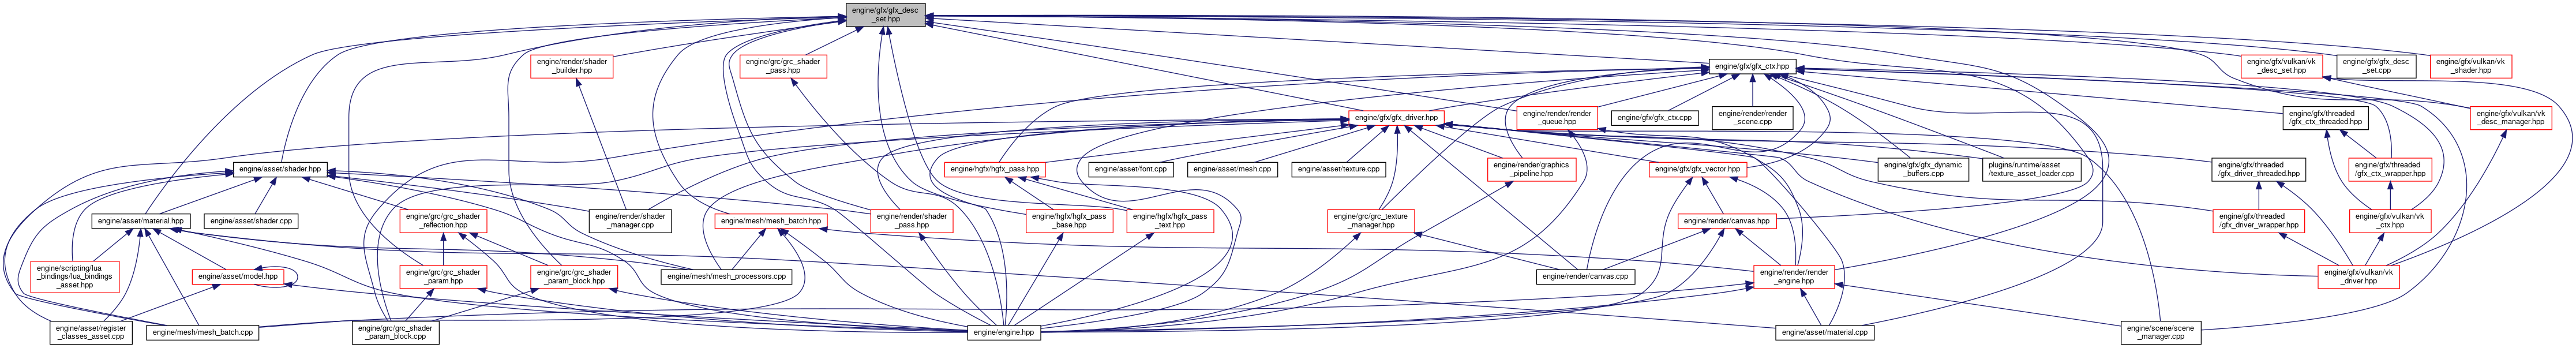 engine/gfx/gfx_desc
_set.hpp
engine/render/shader
_builder.hpp
engine/grc/grc_shader
_pass.hpp
engine/gfx/gfx_ctx.hpp
engine/gfx/vulkan/vk
_desc_set.hpp
engine/gfx/gfx_desc
_set.cpp
engine/gfx/vulkan/vk
_shader.hpp
engine/gfx/gfx_driver.hpp
engine/render/render
_queue.hpp
engine/gfx/gfx_ctx.cpp
engine/render/render
_scene.cpp
engine/gfx/threaded
/gfx_ctx_threaded.hpp
engine/gfx/vulkan/vk
_desc_manager.hpp
engine/asset/shader.hpp
engine/hgfx/hgfx_pass.hpp
engine/asset/font.cpp
engine/asset/mesh.cpp
engine/asset/texture.cpp
engine/render/graphics
_pipeline.hpp
engine/gfx/gfx_vector.hpp
engine/gfx/gfx_dynamic
_buffers.cpp
plugins/runtime/asset
/texture_asset_loader.cpp
engine/gfx/threaded
/gfx_driver_threaded.hpp
engine/gfx/threaded
/gfx_ctx_wrapper.hpp
engine/asset/material.hpp
engine/asset/shader.cpp
engine/grc/grc_shader
_reflection.hpp
engine/render/shader
_manager.cpp
engine/mesh/mesh_batch.hpp
engine/render/shader
_pass.hpp
engine/hgfx/hgfx_pass
_base.hpp
engine/hgfx/hgfx_pass
_text.hpp
engine/grc/grc_texture
_manager.hpp
engine/render/canvas.hpp
engine/gfx/threaded
/gfx_driver_wrapper.hpp
engine/gfx/vulkan/vk
_ctx.hpp
engine/scripting/lua
_bindings/lua_bindings
_asset.hpp
engine/asset/model.hpp
engine/grc/grc_shader
_param.hpp
engine/grc/grc_shader
_param_block.hpp
engine/mesh/mesh_processors.cpp
engine/render/canvas.cpp
engine/render/render
_engine.hpp
engine/gfx/vulkan/vk
_driver.hpp
engine/asset/register
_classes_asset.cpp
engine/mesh/mesh_batch.cpp
engine/grc/grc_shader
_param_block.cpp
engine/engine.hpp
engine/asset/material.cpp
engine/scene/scene
_manager.cpp